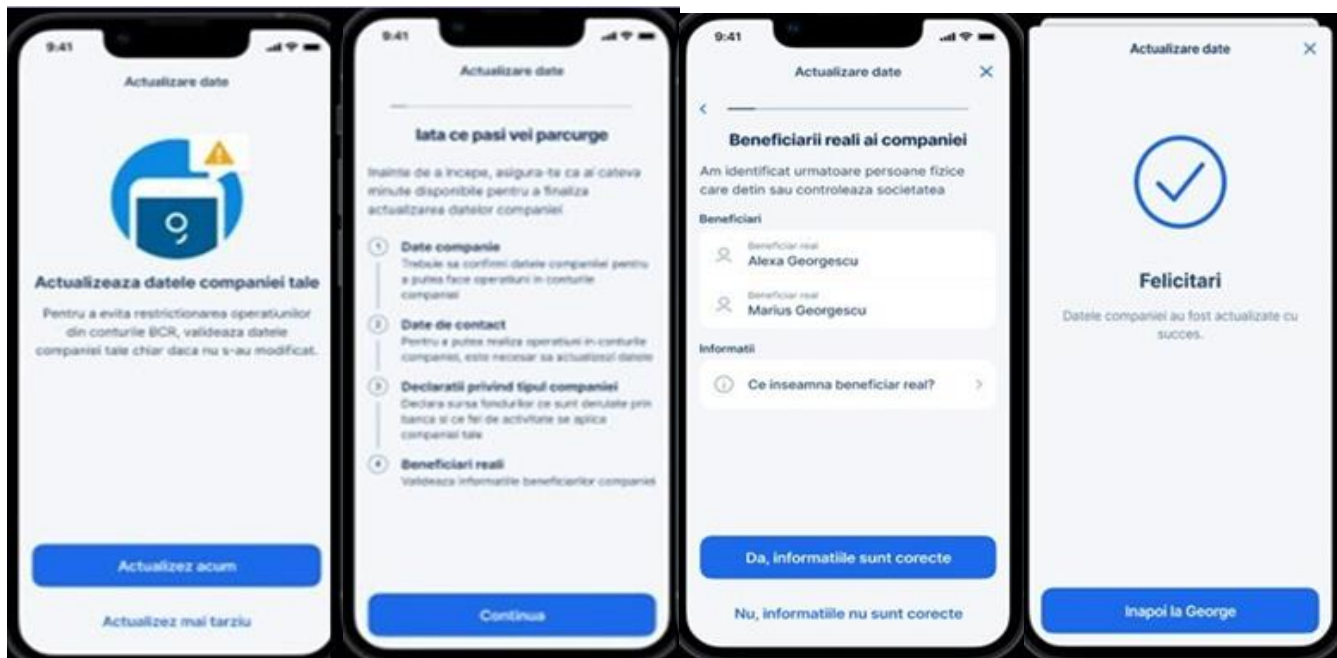 9:41
Actualizare date
Actualizeaza datele companiei tale
Pentru a evita restrictionarea operatiunilor
din conturile BCR, valideaza datele
companiei tale chiar daca nu s-au modificat.
Actualizez acum
Actualizez mai tarziu
9:41
Actualizare date
Iata ce pasi vei parcurge
Inainte de a incepe, asigura-te ca ai cateva
minute disponibile pentru a finaliza
actualizarea datelor companiei
1 Date companie
Trebuie sa confirmi datele companiei pentru
a putea face operatiuni in conturile
companiei
2 Date de contact
Pentru a putea realiza operatiuni in conturile
companiei, este necesar sa actualizezi datele
3 Declaratii privind tipul companiei
Declara sursa fondurilor ce sunt derulate prin
banca si ce fel de activitate se aplica
companiei tale
4 Beneficiari reali
Valideaza informatiile beneficiarilor companiei
Continua
9:41
Actualizare date
Beneficiarii reali ai companiei
Am identificat urmatoare persoane fizice
care detin sau controleaza societatea
Beneficiari
Beneficiar real
Alexa Georgescu
Beneficiar real
Marius Georgescu
Informatii
Ce inseamna beneficiar real?
Da, informatiile sunt corecte
Nu, informatiile nu sunt corecte
Actualizare date
Felicitari
Datele companiei au fost actualizate cu
succes.
Inapoi la George